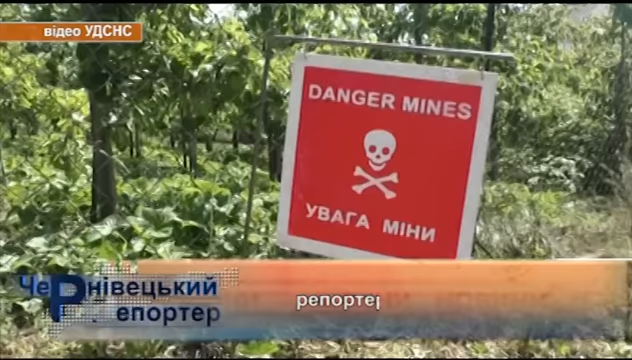 відео УДСНС
DANGER MINES
УВАГА МІНИ
Чернівецький
Репортер
репортер